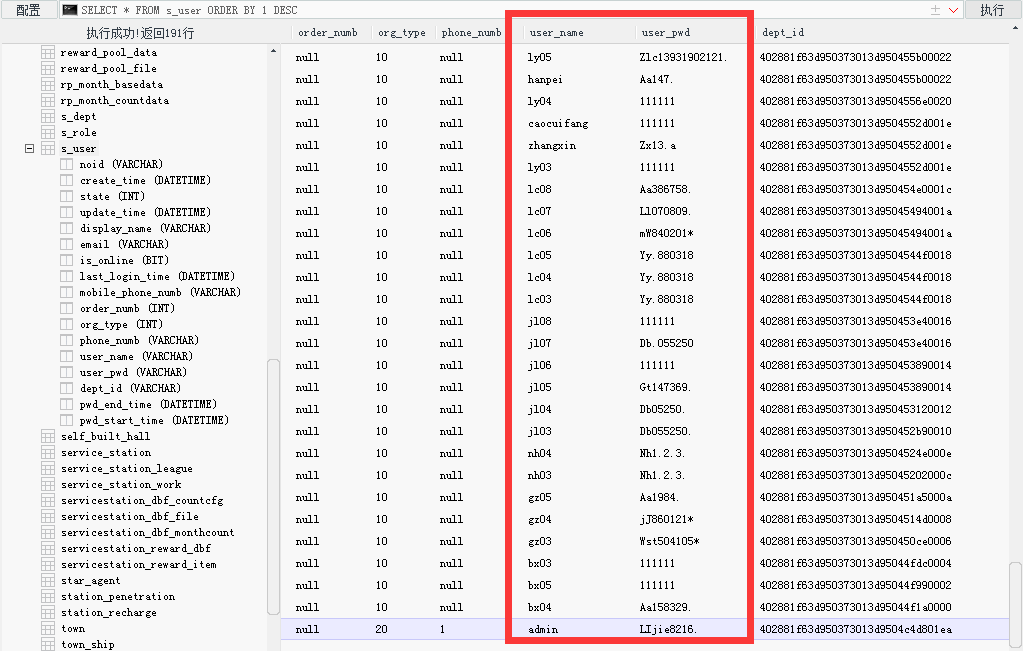 配置 SELECT * FROM s_user ORDER BY 1 DESC 执行
执行成功!返回191行
reward_pool_data
reward_pool_file
rp_month_basedata
rp_month_countdata
s_dept
s_role
s_user
noid (VARCHAR)
create_time (DATETIME)
state (INT)
update_time (DATETIME)
display_name (VARCHAR)
email (VARCHAR)
is_online (BIT)
last_login_time (DATETIME)
mobile_phone_numb (VARCHAR)
order_numb (INT)
org_type (INT)
phone_numb (VARCHAR)
user_name (VARCHAR)
user_pwd (VARCHAR)
dept_id (VARCHAR)
pwd_end_time (DATETIME)
pwd_start_time (DATETIME)
self_built_hall
service_station
service_station_league
service_station_work
servicestation_dbf_countcfg
servicestation_dbf_file
servicestation_dbf_monthcount
servicestation_reward_dbf
servicestation_reward_item
star_agent
station_penetration
station_recharge
town
town_ship
order_numb org_type phone_numb user_name user_pwd dept_id
null 10 null ly05 Zlc13931902121. 402881f63d950373013d950455b00022
null 10 null hanpei Aa147. 402881f63d950373013d950455b00022
null 10 null ly04 111111 402881f63d950373013d9504556e0020
null 10 null caocuifang 111111 402881f63d950373013d9504552d001e
null 10 null zhangxin Zx13.a 402881f63d950373013d9504552d001e
null 10 null ly03 111111 402881f63d950373013d9504552d001e
null 10 null lc08 Aa386758. 402881f63d950373013d950454e0001c
null 10 null lc07 Ll070809. 402881f63d950373013d95045494001a
null 10 null lc06 mW840201* 402881f63d950373013d95045494001a
null 10 null lc05 Yy.880318 402881f63d950373013d9504544f0018
null 10 null lc04 Yy.880318 402881f63d950373013d9504544f0018
null 10 null lc03 Yy.880318 402881f63d950373013d9504544f0018
null 10 null jl08 111111 402881f63d950373013d950453e40016
null 10 null jl07 Db.055250 402881f63d950373013d950453e40016
null 10 null jl06 111111 402881f63d950373013d950453890014
null 10 null jl05 Gt147369. 402881f63d950373013d950453890014
null 10 null jl04 Db05250. 402881f63d950373013d950453120012
null 10 null jl03 Db055250. 402881f63d950373013d950452b90010
null 10 null nh04 Nh1.2.3. 402881f63d950373013d9504524e000e
null 10 null nh03 Nh1.2.3. 402881f63d950373013d95045202000c
null 10 null gz05 Aa1984. 402881f63d950373013d950451a5000a
null 10 null gz04 jJ860121* 402881f63d950373013d9504514d0008
null 10 null gz03 Wst504105* 402881f63d950373013d950450ce0006
null 10 null bx03 111111 402881f63d950373013d95044fdc0004
null 10 null bx05 111111 402881f63d950373013d95044f990002
null 10 null bx04 Aa158329. 402881f63d950373013d95044f1a0000
null 20 1 admin LIjie8216. 402881f63d950373013d9504c4d801ea